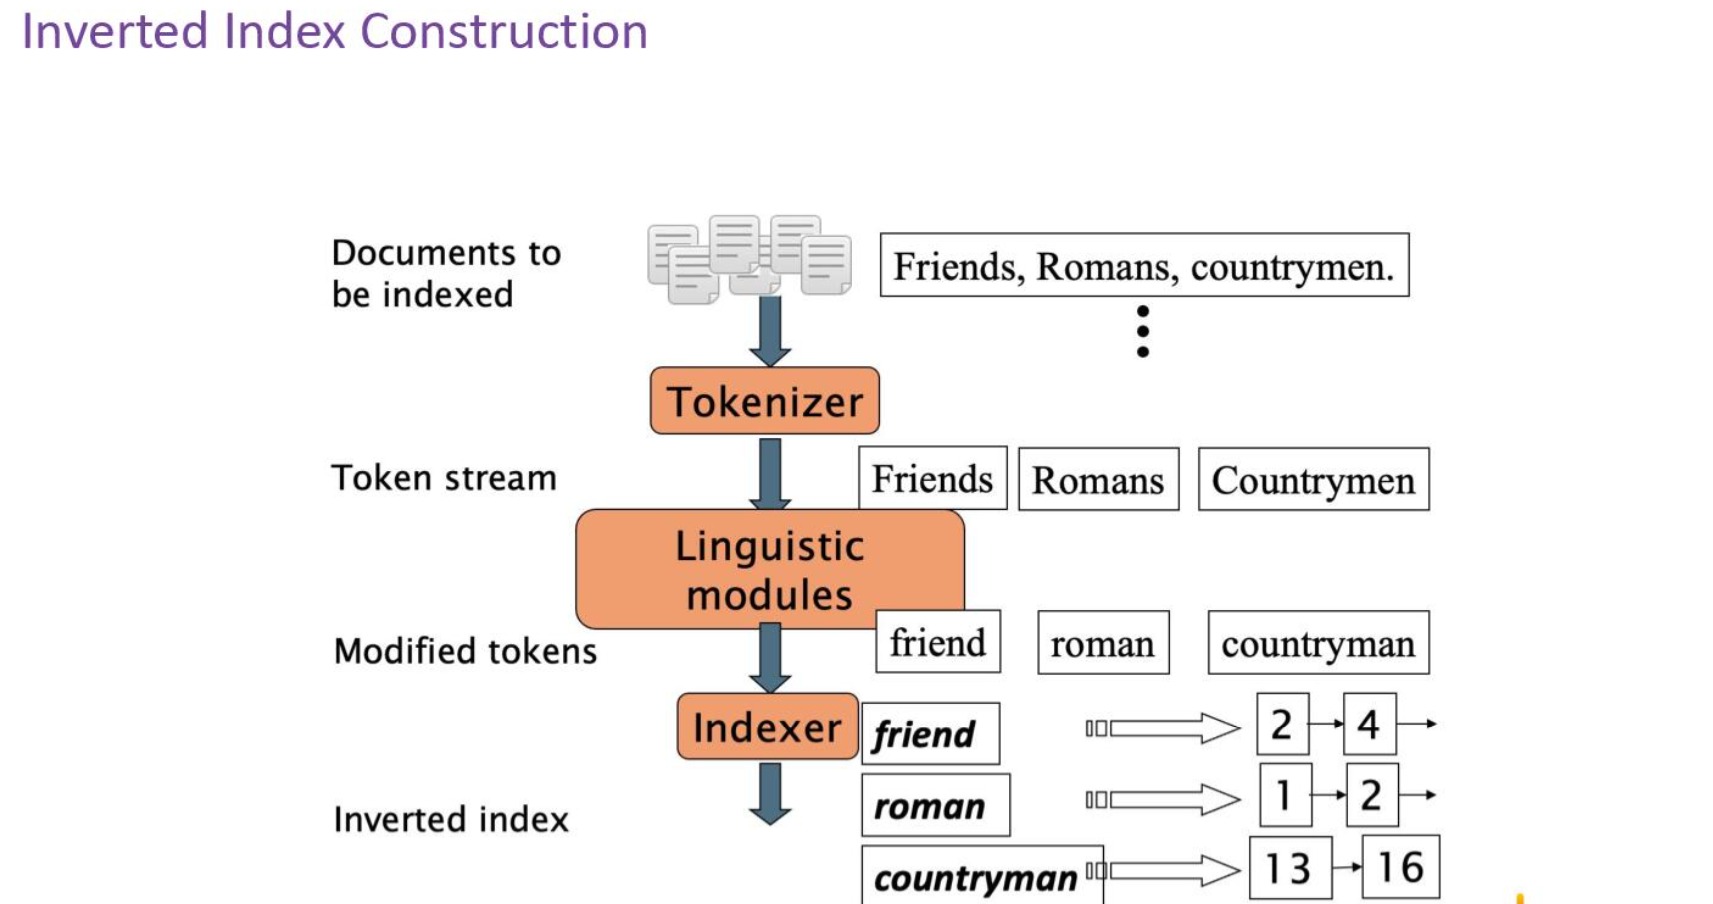 Inverted Index Construction
Documents to
be indexed
Friends, Romans, countrymen.
Tokenizer
Token stream
Friends Romans Countrymen
Linguistic
modules
Modified tokens
friend roman countryman
Indexer
friend 2 4
roman 1 2
Inverted index
countryman 13 16